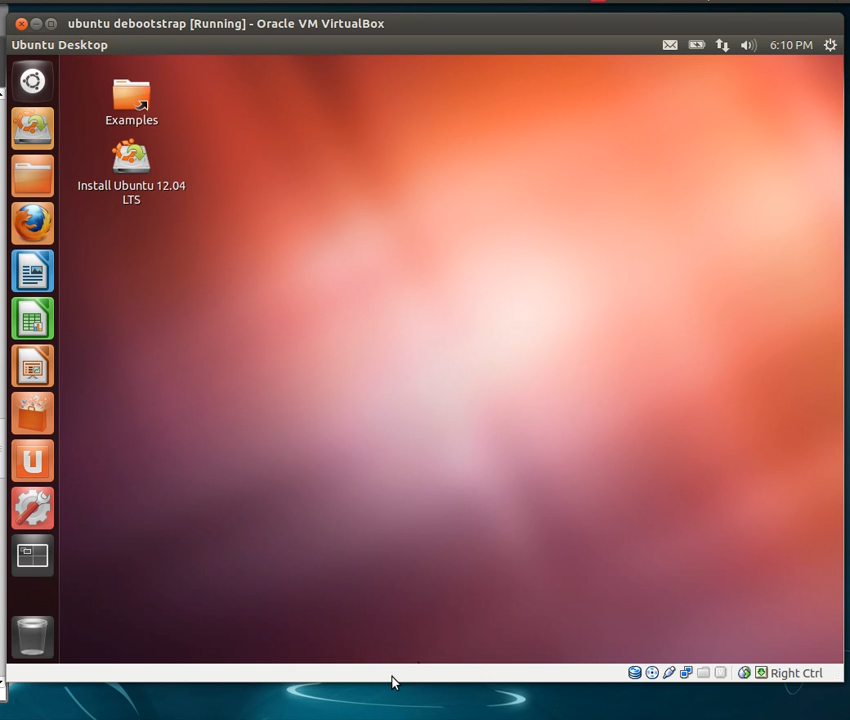 ubuntu debootstrap [Running] - Oracle VM VirtualBox
Ubuntu Desktop
6:10 PM
Examples
Install Ubuntu 12.04
LTS
U
Right Ctrl